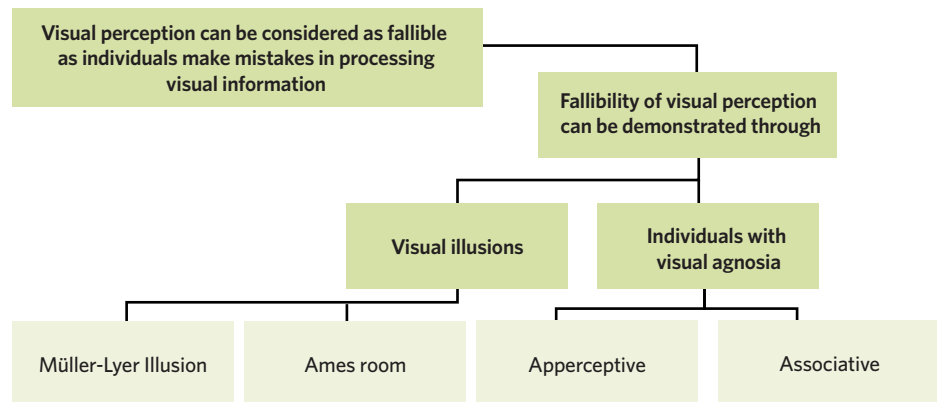 Visual perception can be considered as fallible
as individuals make mistakes in processing
visual information
Fallibility of visual perception
can be demonstrated through
Visual illusions
Individuals with
visual agnosia
Müller-Lyer Illusion
Ames room
Apperceptive
Associative